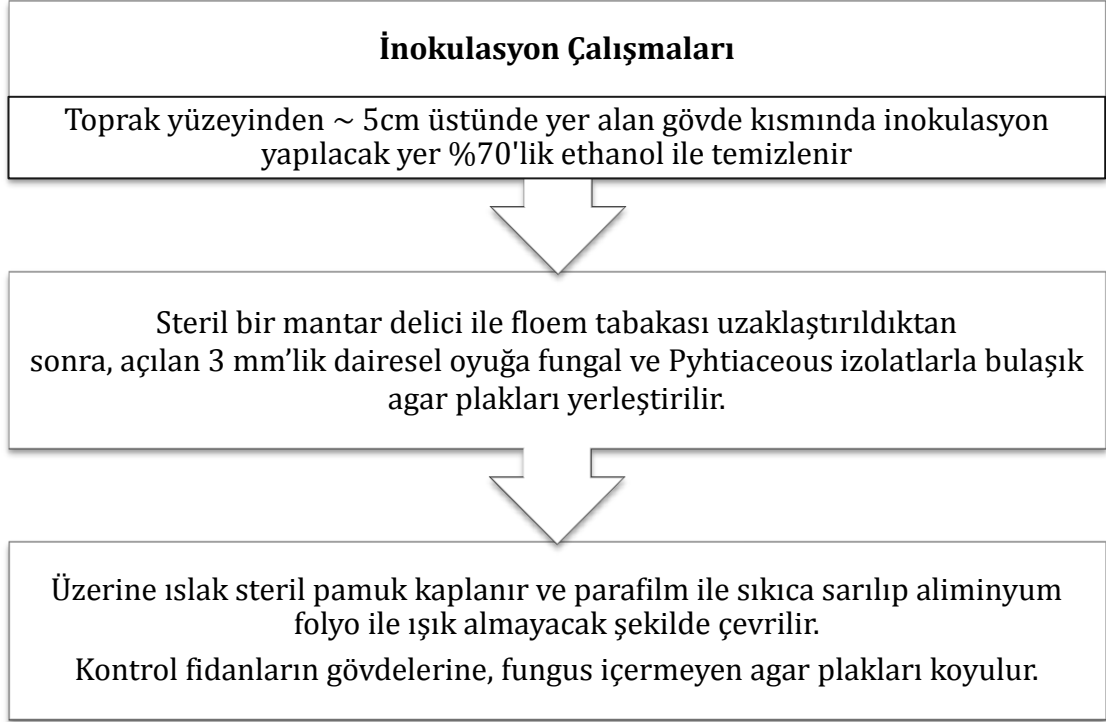 İnokulasyon Çalışmaları
Toprak yüzeyinden ~ 5cm üstünde yer alan gövde kısmında inokulasyon
yapılacak yer %70'lik ethanol ile temizlenir
Steril bir mantar delici ile floem tabakası uzaklaştırıldıktan
sonra, açılan 3 mm’lik dairesel oyuğa fungal ve Pyhtiaceous izolatlarla bulaşık
agar plakları yerleştirilir.
Üzerine ıslak steril pamuk kaplanır ve parafilm ile sıkıca sarılıp aliminyum
folyo ile ışık almayacak şekilde çevrilir.
Kontrol fidanların gövdelerine, fungus içermeyen agar plakları koyulur.